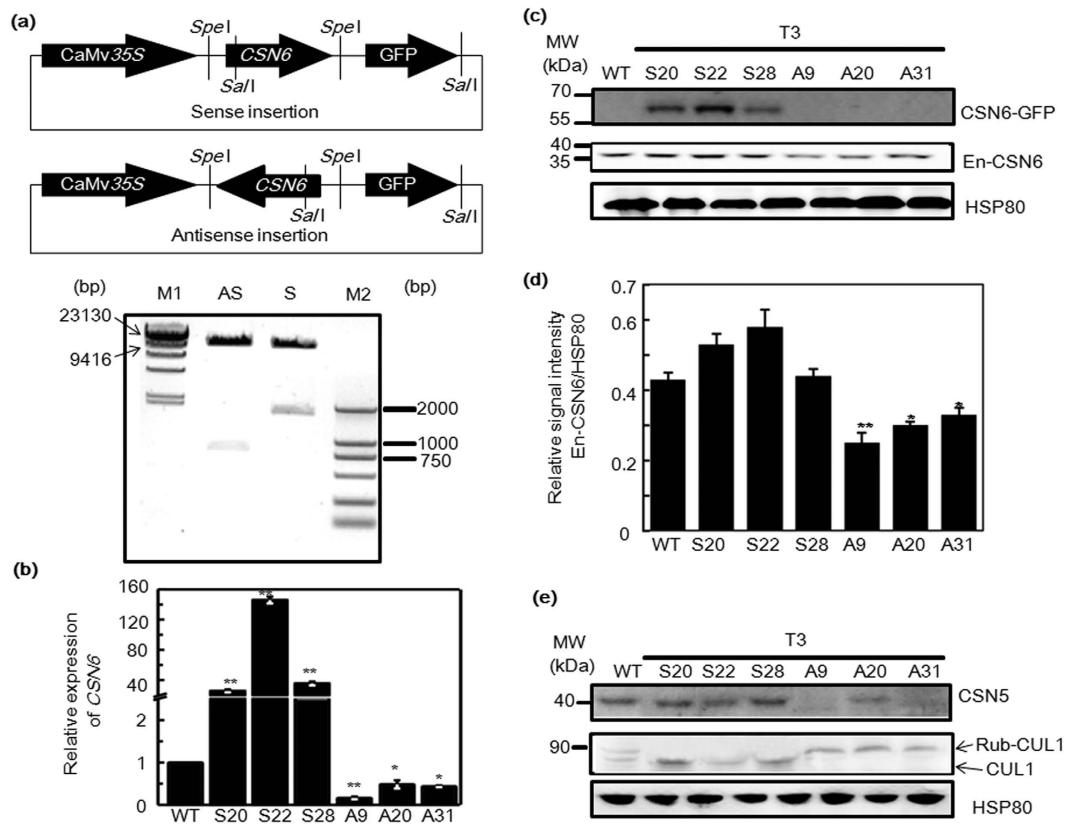 (a)
SpeI SpeI
CaMv35S CSN6 GFP
SalI SalI
Sense insertion
SpeI SpeI
CaMv35S CSN6 GFP
SalI SalI
Antisense insertion
(bp) M1 AS S M2 (bp)
23130
9416
2000
1000
750
(b)
Relative expression
of CSN6
160
120
80
40
2
1
0
** ** ** ** * *
WT S20 S22 S28 A9 A20 A31
(c)
MW
(kDa)
T3
WT S20 S22 S28 A9 A20 A31
70
55
CSN6-GFP
40
35
En-CSN6
HSP80
(d)
Relative signal intensity
En-CSN6/HSP80
0.7
0.6
0.4
0.2
0
** * *
WT S20 S22 S28 A9 A20 A31
(e)
MW
(kDa)
T3
WT S20 S22 S28 A9 A20 A31
40
CSN5
90
Rub-CUL1
CUL1
HSP80